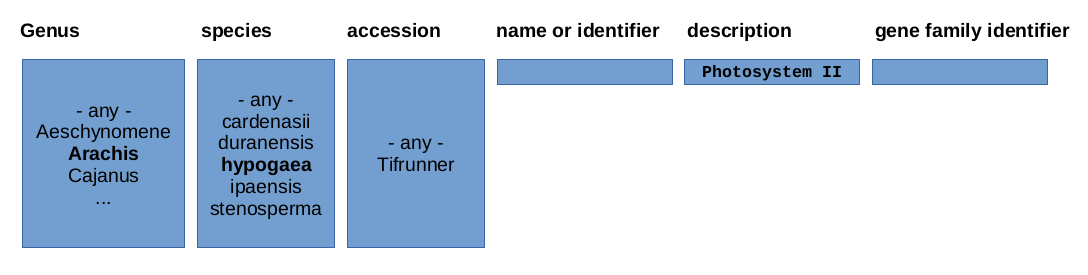 Genus species accession name or identifier description gene family identifier
- any -
Aeschynomene
Arachis
Cajanus
...
- any -
cardenasii
duranensis
hypogaea
ipaensis
stenosperma
- any -
Tifrunner
Photosystem II